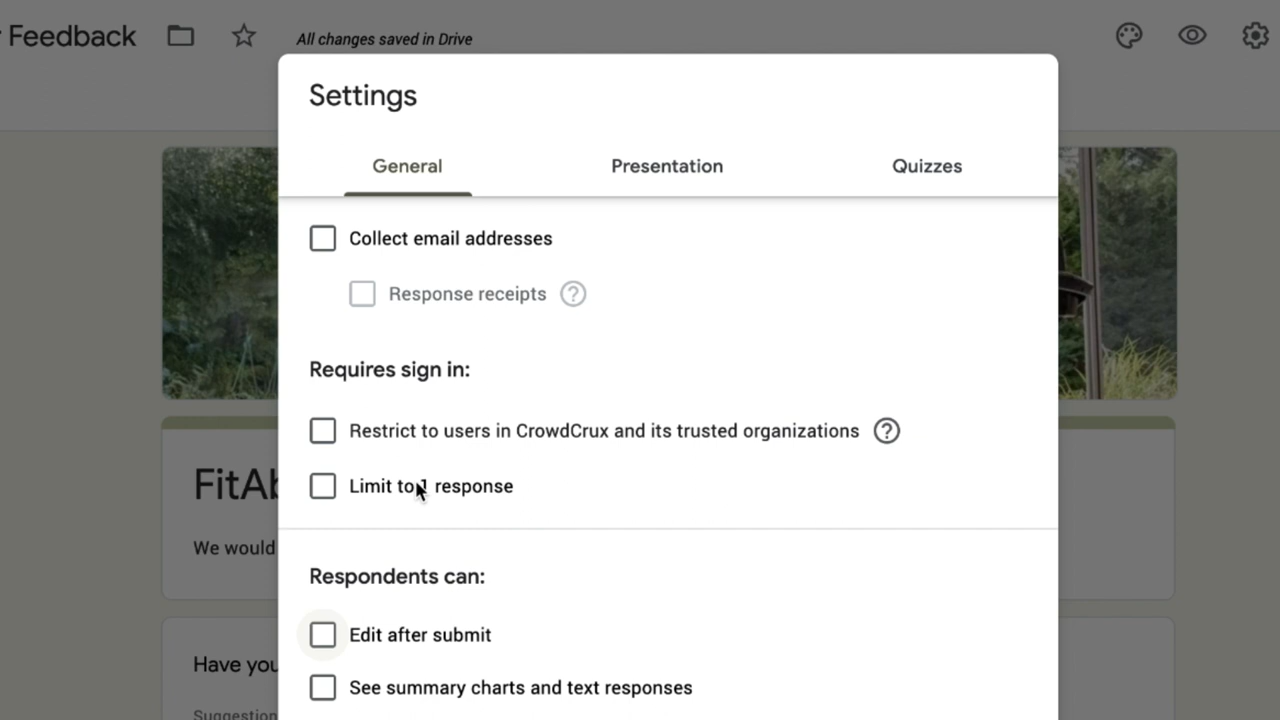 Feedback
All changes saved in Drive
Settings
General Presentation Quizzes
Collect email addresses
Response receipts ?
Requires sign in:
Restrict to users in CrowdCrux and its trusted organizations ?
Limit to 1 response
Respondents can:
Edit after submit
See summary charts and text responses
FitAb
We would
Have you
Suggestion